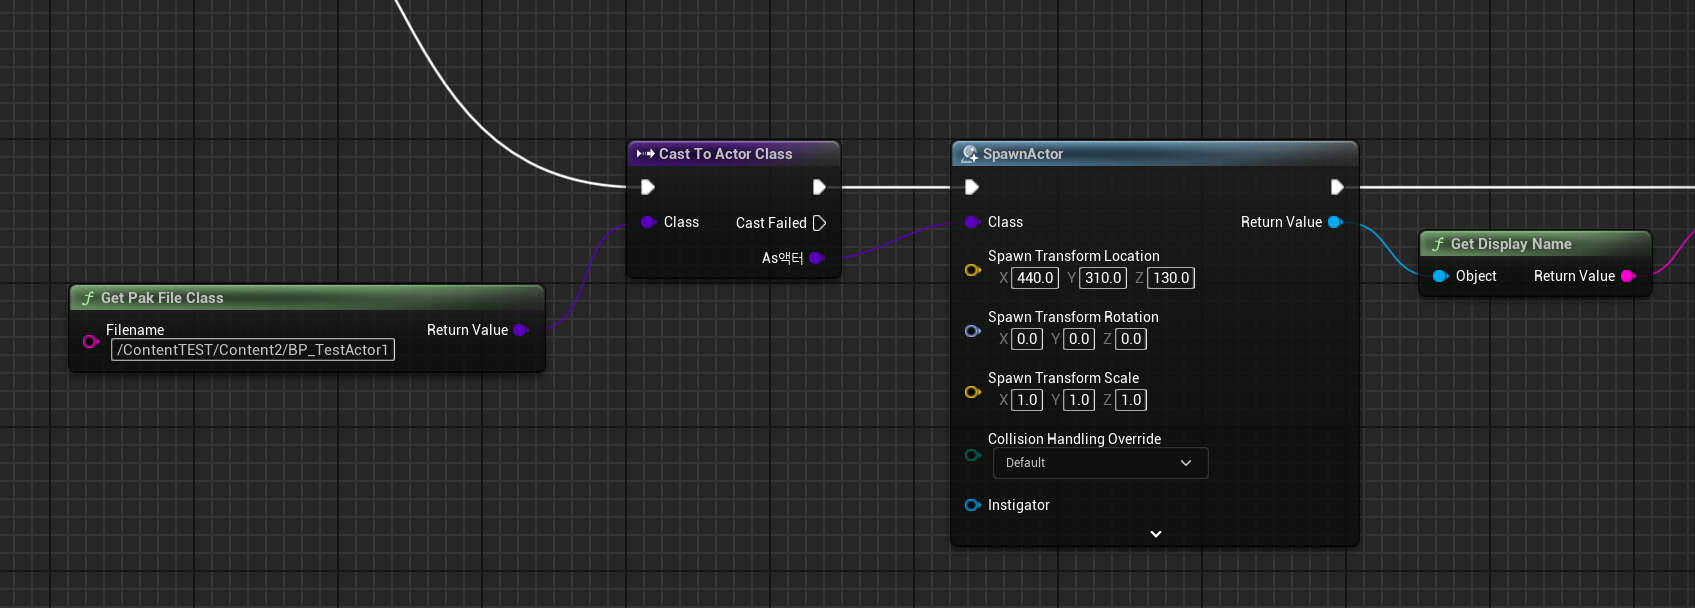 Get Pak File Class
Filename
/ContentTEST/Content2/BP_TestActor1
Return Value
Cast To Actor Class
Class
Cast Failed
As액터
SpawnActor
Class
Return Value
Spawn Transform Location
X 440.0 Y 310.0 Z 130.0
Spawn Transform Rotation
X 0.0 Y 0.0 Z 0.0
Spawn Transform Scale
X 1.0 Y 1.0 Z 1.0
Collision Handling Override
Default
Instigator
f Get Display Name
Object
Return Value